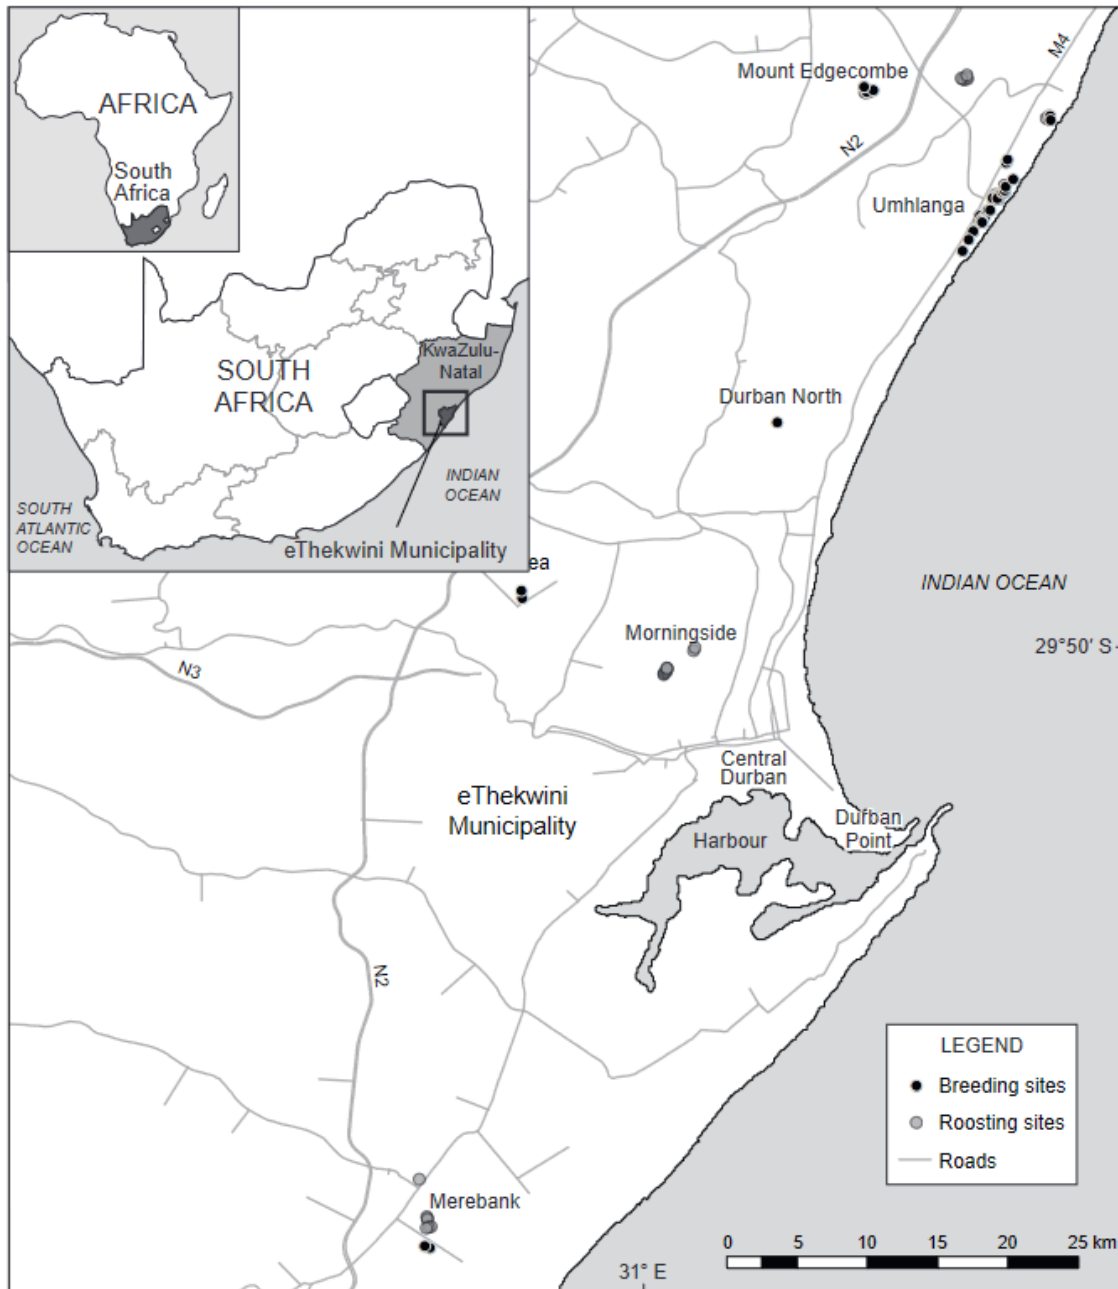 AFRICA
South
Africa
SOUTH
AFRICA
KwaZulu-
Natal
INDIAN
OCEAN
SOUTH
ATLANTIC
OCEAN
eThekwini Municipality
Mount Edgecombe
M4
N2
Umhlanga
Durban North
ea
INDIAN OCEAN
Morningside
29°50' S
N3
Central
Durban
eThekwini
Municipality
Durban
Point
Harbour
N2
LEGEND
Breeding sites
Roosting sites
Roads
Merebank
0 5 10 15 20 25 km
31° E